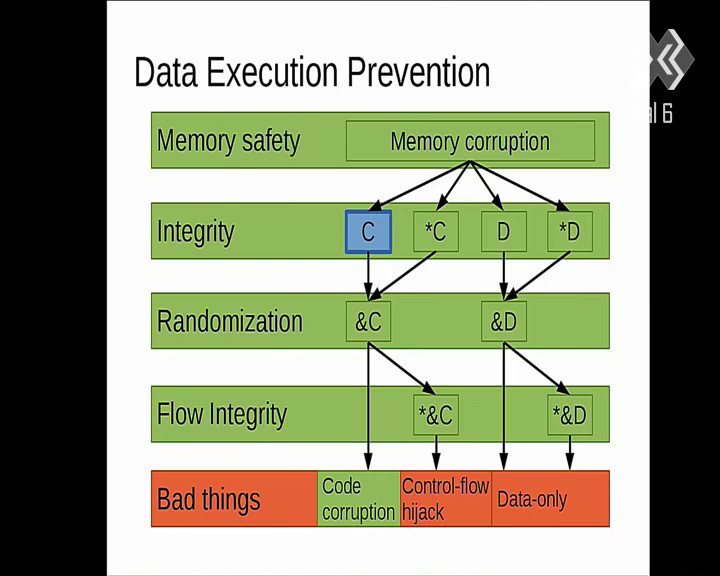 Data Execution Prevention
Memory safety
Memory corruption
Integrity
C
*C
D
*D
Randomization
&C
&D
Flow Integrity
*&C
*&D
Bad things
Code
corruption
Control-flow
hijack
Data-only
6